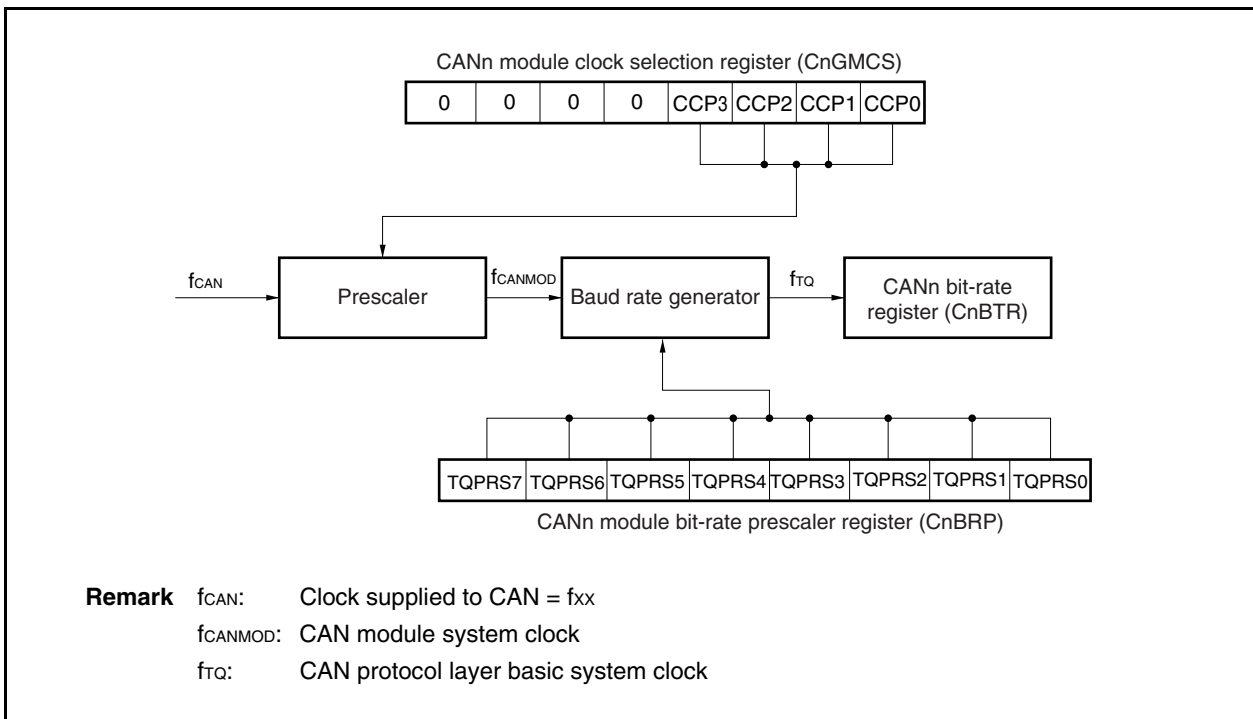 CANn module clock selection register (CnGMCS)
0 0 0 0 CCP3 CCP2 CCP1 CCP0
fCAN
Prescaler
fCANMOD
Baud rate generator
fTQ
CANn bit-rate
register (CnBTR)
TQPRS7 TQPRS6 TQPRS5 TQPRS4 TQPRS3 TQPRS2 TQPRS1 TQPRS0
CANn module bit-rate prescaler register (CnBRP)
Remark fCAN: Clock supplied to CAN = fxx
fCANMOD: CAN module system clock
fTQ: CAN protocol layer basic system clock